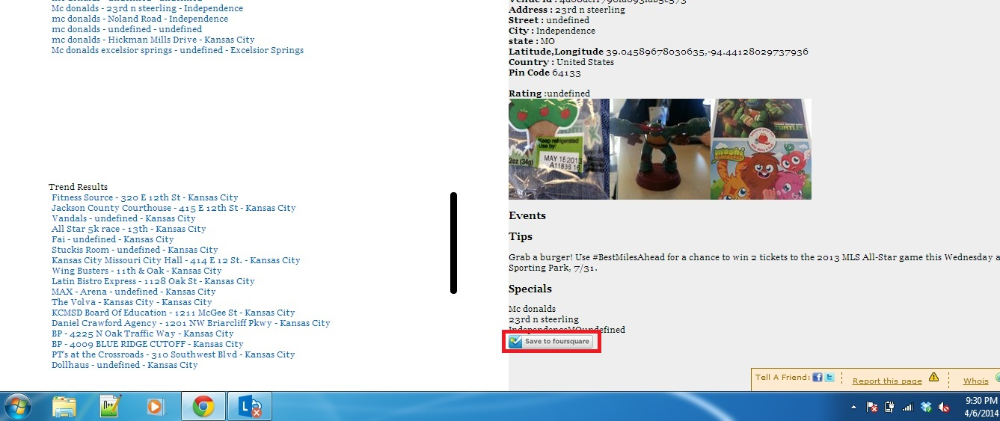 Mc donalds - 23rd n steerling - Independence
mc donalds - Noland Road - Independence
mc donalds - undefined - undefined
mc donalds - Hickman Mills Drive - Kansas City
Mc donalds excelsior springs - undefined - Excelsior Springs
Trend Results
Fitness Source - 320 E 12th St - Kansas City
Jackson County Courthouse - 415 E 12th St - Kansas City
Vandals - undefined - Kansas City
All Star 5k race - 13th - Kansas City
Fai - undefined - Kansas City
Stuckis Room - undefined - Kansas City
Kansas City Missouri City Hall - 414 E 12 St. - Kansas City
Wing Busters - 11th & Oak - Kansas City
Latin Bistro Express - 1128 Oak St - Kansas City
MAX - Arena - undefined - Kansas City
The Volva - Kansas City - Kansas City
KCMSD Board Of Education - 1211 McGee St - Kansas City
Daniel Crawford Agency - 1201 NW Briarcliff Pkwy - Kansas City
BP - 4225 N Oak Traffic Way - Kansas City
BP - 4009 BLUE RIDGE CUTOFF - Kansas City
PT's at the Crossroads - 310 Southwest Blvd - Kansas City
Dollhaus - undefined - Kansas City
Address : 23rd n steerling
Street : undefined
City : Independence
state : MO
Latitude,Longitude 39.04589678030635,-94.44128029737936
Country : United States
Pin Code 64133
Rating :undefined
Keep refrigerated
Use by:
2oz (34g)
MAY 16 2013
TURTLES
moshi
Events
Tips
Grab a burger! Use #BestMilesAhead for a chance to win 2 tickets to the 2013 MLS All-Star game this Wednesday a
Sporting Park, 7/31.
Specials
Mc donalds
23rd n steerling
IndependenceMOundefined
Save to foursquare
Tell A Friend:
Report this page
Whois
9:30 PM
4/6/2014